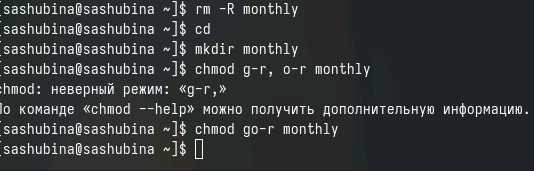 [sashubina@sashubina ~]$ rm -R monthly
[sashubina@sashubina ~]$ cd
[sashubina@sashubina ~]$ mkdir monthly
[sashubina@sashubina ~]$ chmod g-r, o-r monthly
chmod: неверный режим: «g-r,»
По команде «chmod --help» можно получить дополнительную информацию.
[sashubina@sashubina ~]$ chmod go-r monthly
[sashubina@sashubina ~]$